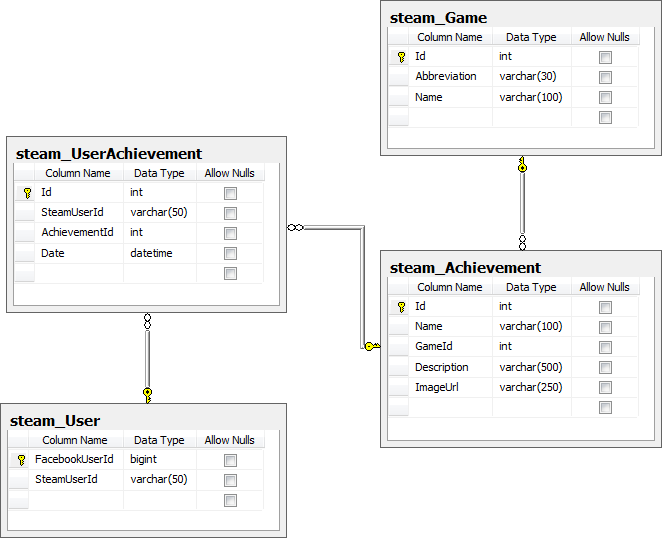 steam_Game
Column Name Data Type Allow Nulls
Id int
Abbreviation varchar(30)
Name varchar(100)
steam_UserAchievement
Column Name Data Type Allow Nulls
Id int
SteamUserId varchar(50)
AchievementId int
Date datetime
steam_Achievement
Column Name Data Type Allow Nulls
Id int
Name varchar(100)
GameId int
Description varchar(500)
ImageUrl varchar(250)
steam_User
Column Name Data Type Allow Nulls
FacebookUserId bigint
SteamUserId varchar(50)